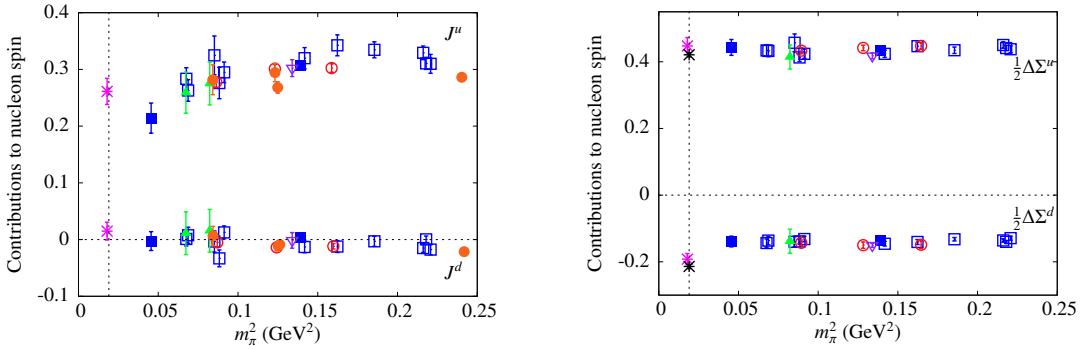 Contributions to nucleon spin
0.4
0.3
0.2
0.1
0
-0.1
J^u
J^d
0 0.05 0.1 0.15 0.2 0.25
m_π^2 (GeV^2)
Contributions to nucleon spin
0.4
0.2
0
-0.2
½ΔΣ^u
½ΔΣ^d
0 0.05 0.1 0.15 0.2 0.25
m_π^2 (GeV^2)